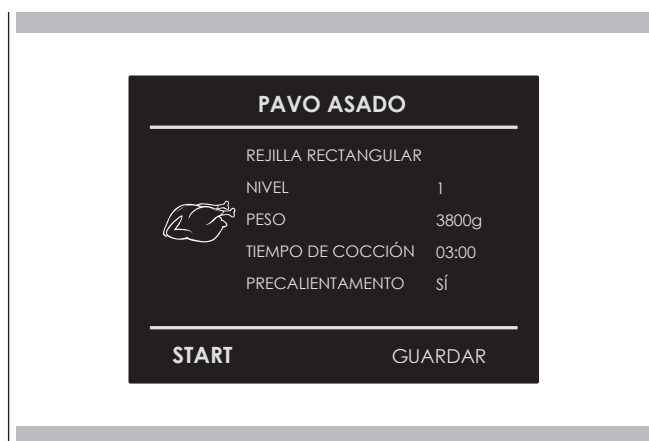 PAVO ASADO
REJILLA RECTANGULAR
NIVEL 1
PESO 3800g
TIEMPO DE COCCIÓN 03:00
PRECALIENTAMENTO SÍ
START GUARDAR